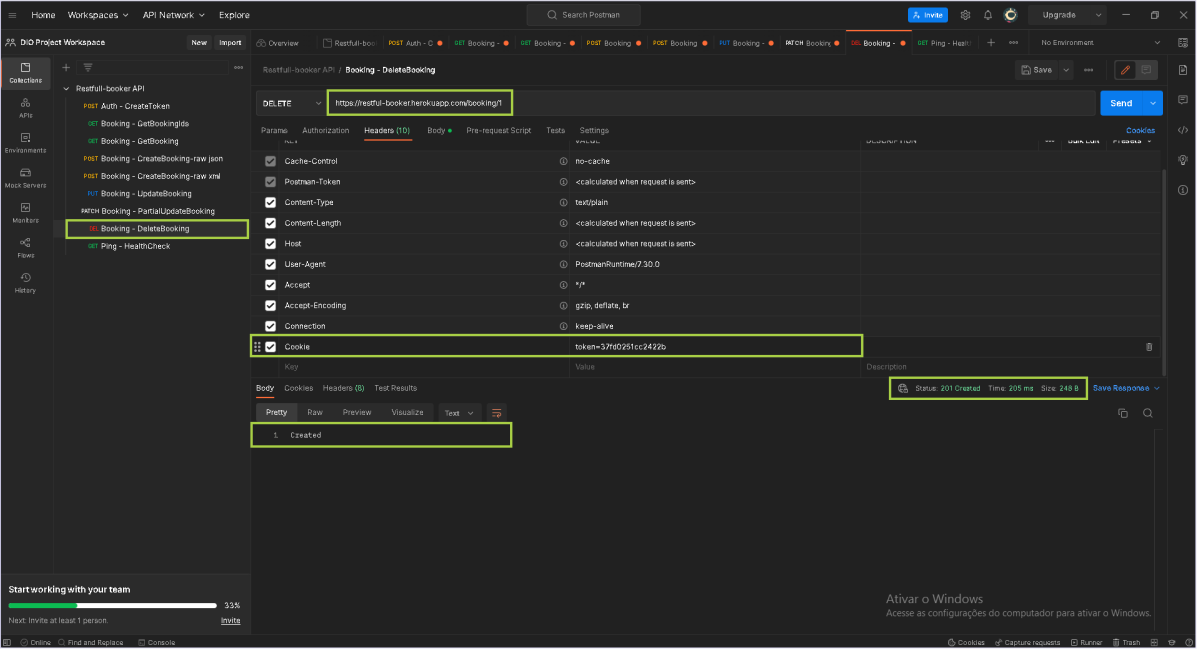 Home Workspaces API Network Explore Search Postman Invite Upgrade
DIO Project Workspace New Import Overview Restfull-boo POST Auth - C GET Booking - GET Booking - POST Booking POST Booking PUT Booking - PATCH Booking DEL Booking - GET Ping - Healt No Environment
Collections
APIs
Environments
Mock Servers
Monitors
Flows
History
Restfull-booker API
POST Auth - CreateToken
GET Booking - GetBookingIds
GET Booking - GetBooking
POST Booking - CreateBooking-raw json
POST Booking - CreateBooking-raw xml
PUT Booking - UpdateBooking
PATCH Booking - PartialUpdateBooking
DEL Booking - DeleteBooking
GET Ping - HealthCheck
Restfull-booker API / Booking - DeleteBooking Save
DELETE https://restful-booker.herokuapp.com/booking/1 Send
Params Authorization Headers (10) Body Pre-request Script Tests Settings Cookies
KEY VALUE DESCRIPTION Bulk Edit Presets
Cache-Control no-cache
Postman-Token <calculated when request is sent>
Content-Type text/plain
Content-Length <calculated when request is sent>
Host <calculated when request is sent>
User-Agent PostmanRuntime/7.30.0
Accept */*
Accept-Encoding gzip, deflate, br
Connection keep-alive
Cookie token=37fd0251cc2422b
Key Value Description
Body Cookies Headers (8) Test Results Status: 201 Created Time: 205 ms Size: 248 B Save Response
Pretty Raw Preview Visualize Text
1 Created
Start working with your team
33%
Next: Invite at least 1 person. Invite
Ativar o Windows
Acesse as configurações do computador para ativar o Windows.
Online Find and Replace Console Cookies Capture requests Runner Trash